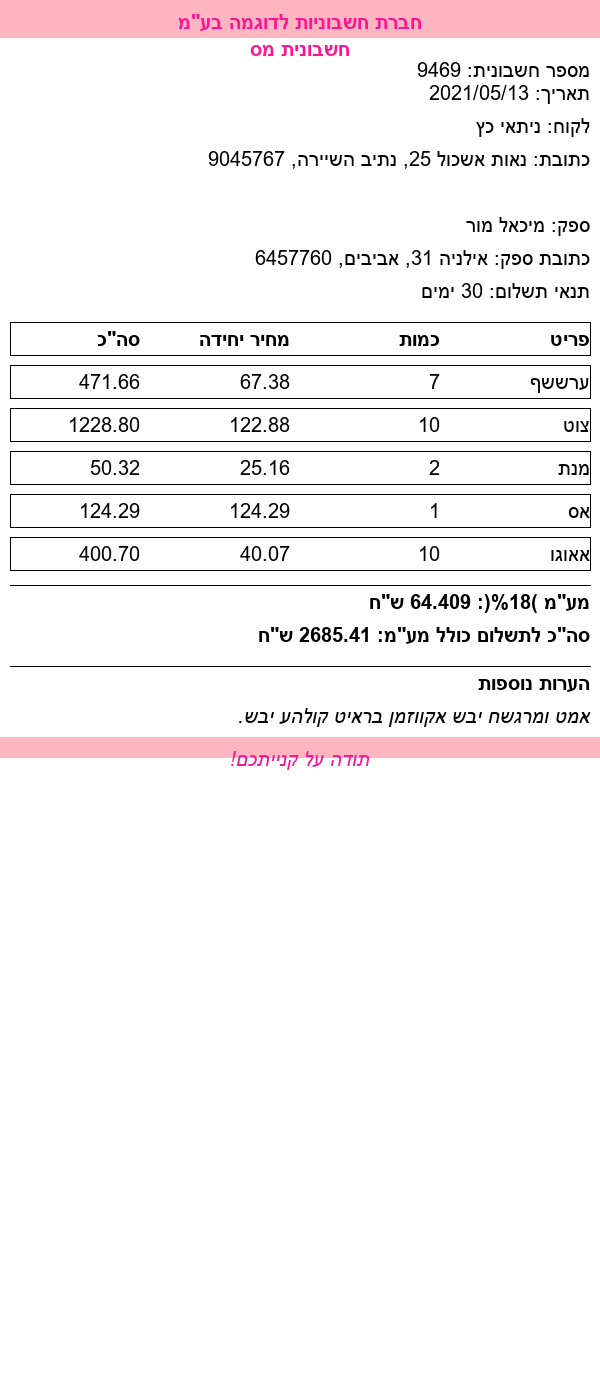 חברת חשבוניות לדוגמה בע"מ
חשבונית מס
מספר חשבונית: 9469
תאריך: 2021/05/13
לקוח: ניתאי כץ
כתובת: נאות אשכול 25, נתיב השיירה, 9045767
ספק: מיכאל מור
כתובת ספק: אילניה 31, אביבים, 6457760
תנאי תשלום: 30 ימים
פריט כמות מחיר יחידה סה"כ
ערששף 7 67.38 471.66
צוט 10 122.88 1228.80
מנת 2 25.16 50.32
אס 1 124.29 124.29
אאוגו 10 40.07 400.70
מע"מ )18%(: 64.409 ש"ח
סה"כ לתשלום כולל מע"מ: 2685.41 ש"ח
הערות נוספות
אמט ומרגשח יבש אקווזמן בראיט קולהע יבש.
תודה על קנייתכם!